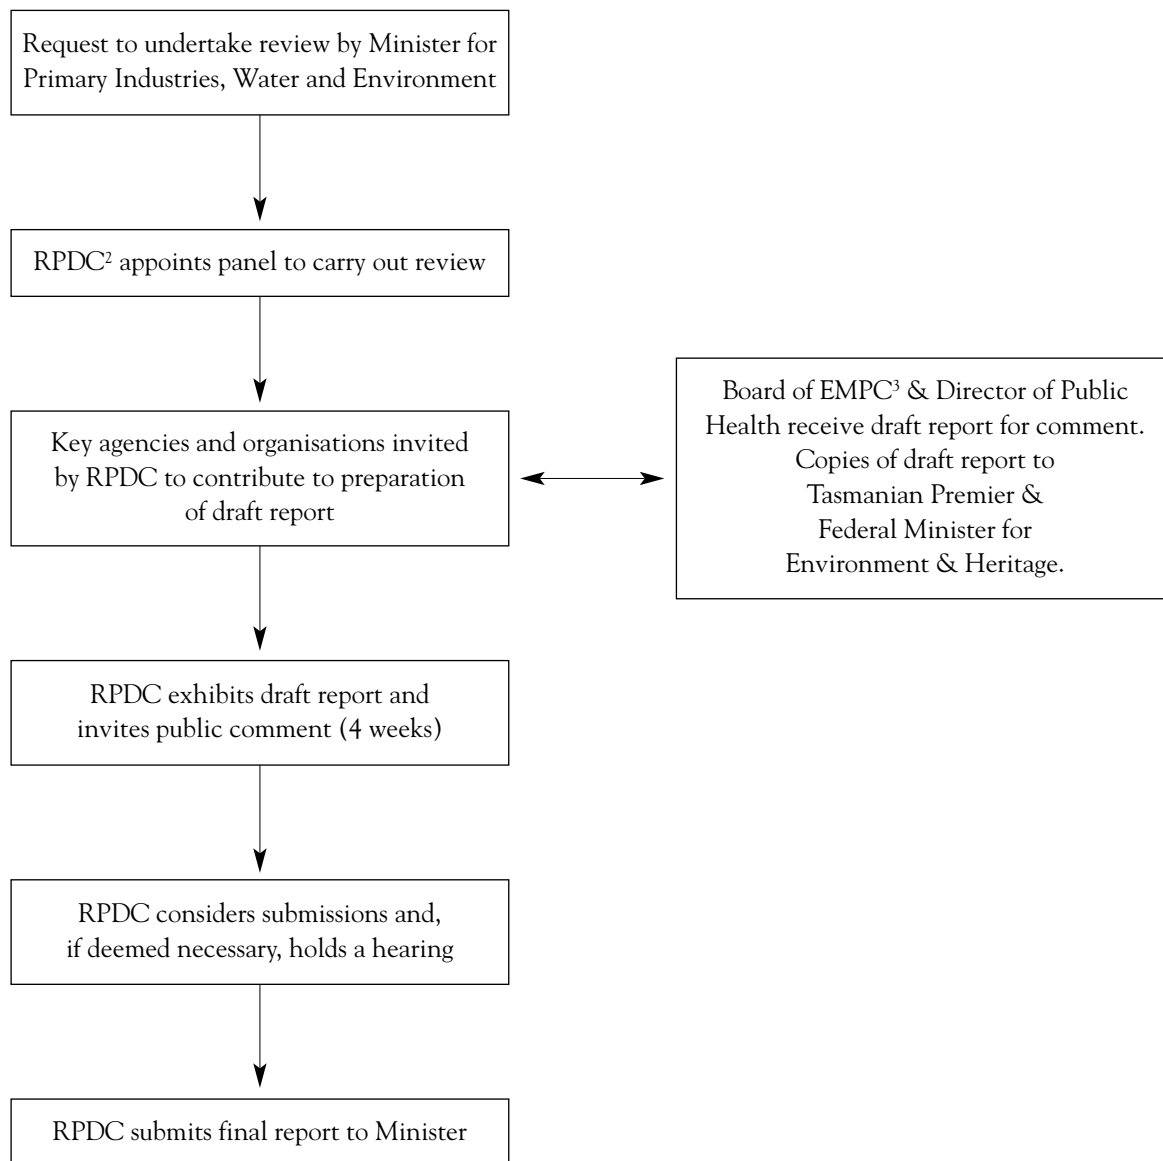 Request to undertake review by Minister for
Primary Industries, Water and Environment
RPDC² appoints panel to carry out review
Key agencies and organisations invited
by RPDC to contribute to preparation
of draft report
Board of EMPC³ & Director of Public
Health receive draft report for comment.
Copies of draft report to
Tasmanian Premier &
Federal Minister for
Environment & Heritage.
RPDC exhibits draft report and
invites public comment (4 weeks)
RPDC considers submissions and,
if deemed necessary, holds a hearing
RPDC submits final report to Minister